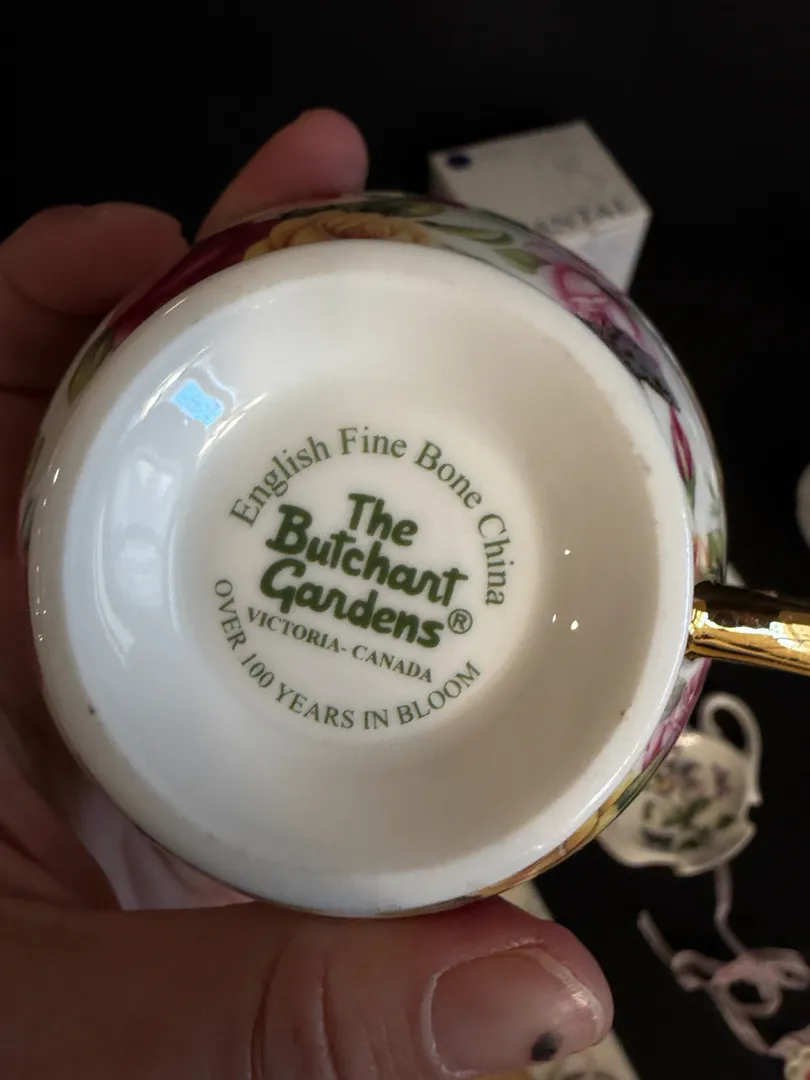 English Fine Bone China
The
Butchart
Gardens®
VICTORIA-CANADA
OVER 100 YEARS IN BLOOM